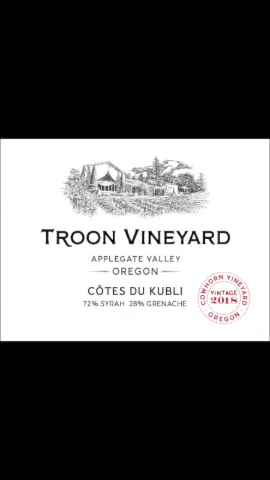 TROON VINEYARD
APPLEGATE VALLEY
OREGON
CÔTES DU KUBLI
72% SYRAH 28% GRENACHE
COWHORN VINEYARD
VINTAGE
2018
OREGON